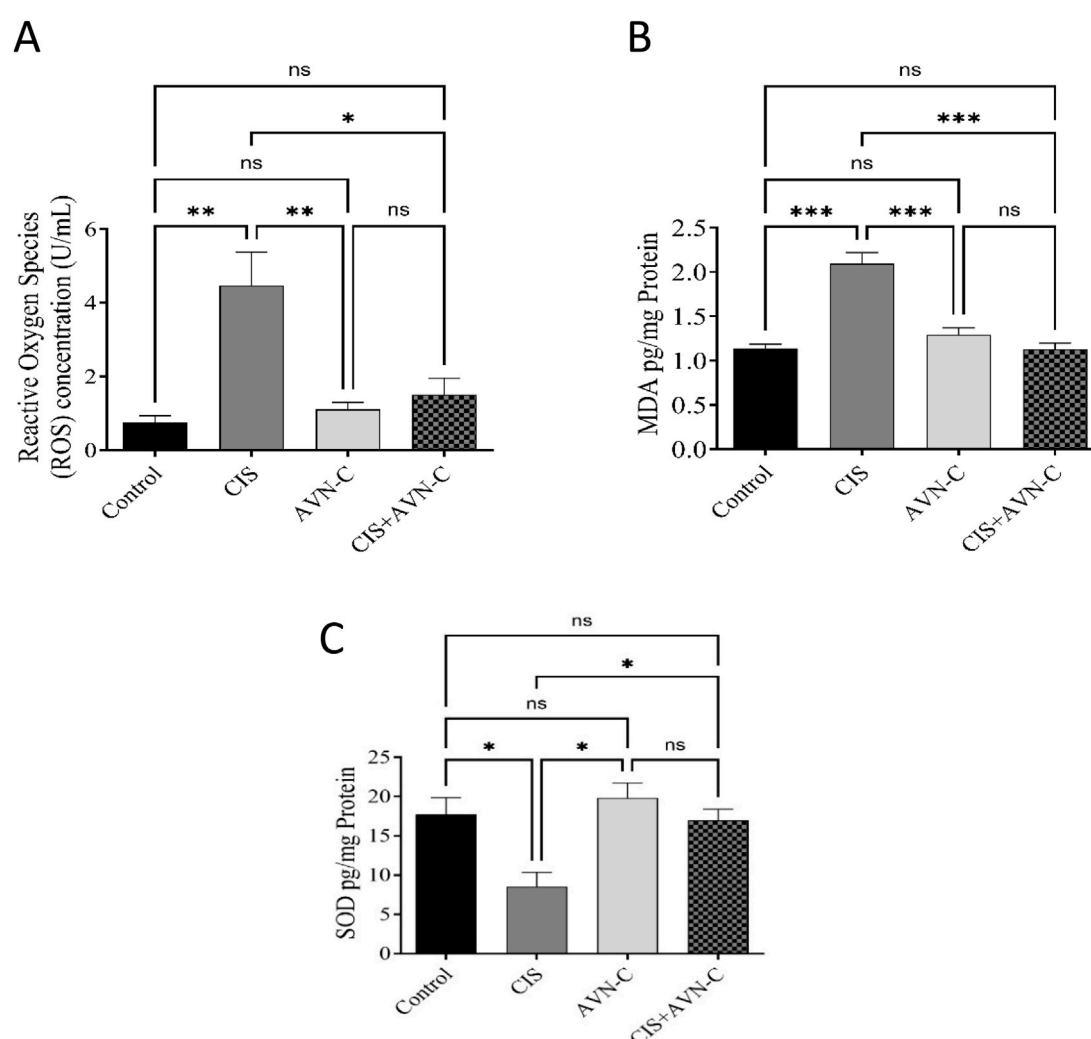 A
ns
*
ns
** ** ns
Reactive Oxygen Species
(ROS) concentration (U/mL)
6
4
2
0
Control CIS AVN-C CIS+AVN-C
B
ns
***
ns
*** *** ns
MDA pg/mg Protein
2.5
2.0
1.5
1.0
0.5
0.0
Control CIS AVN-C CIS+AVN-C
C
ns
*
ns
* * ns
SOD pg/mg Protein
25
20
15
10
5
0
Control CIS AVN-C CIS+AVN-C